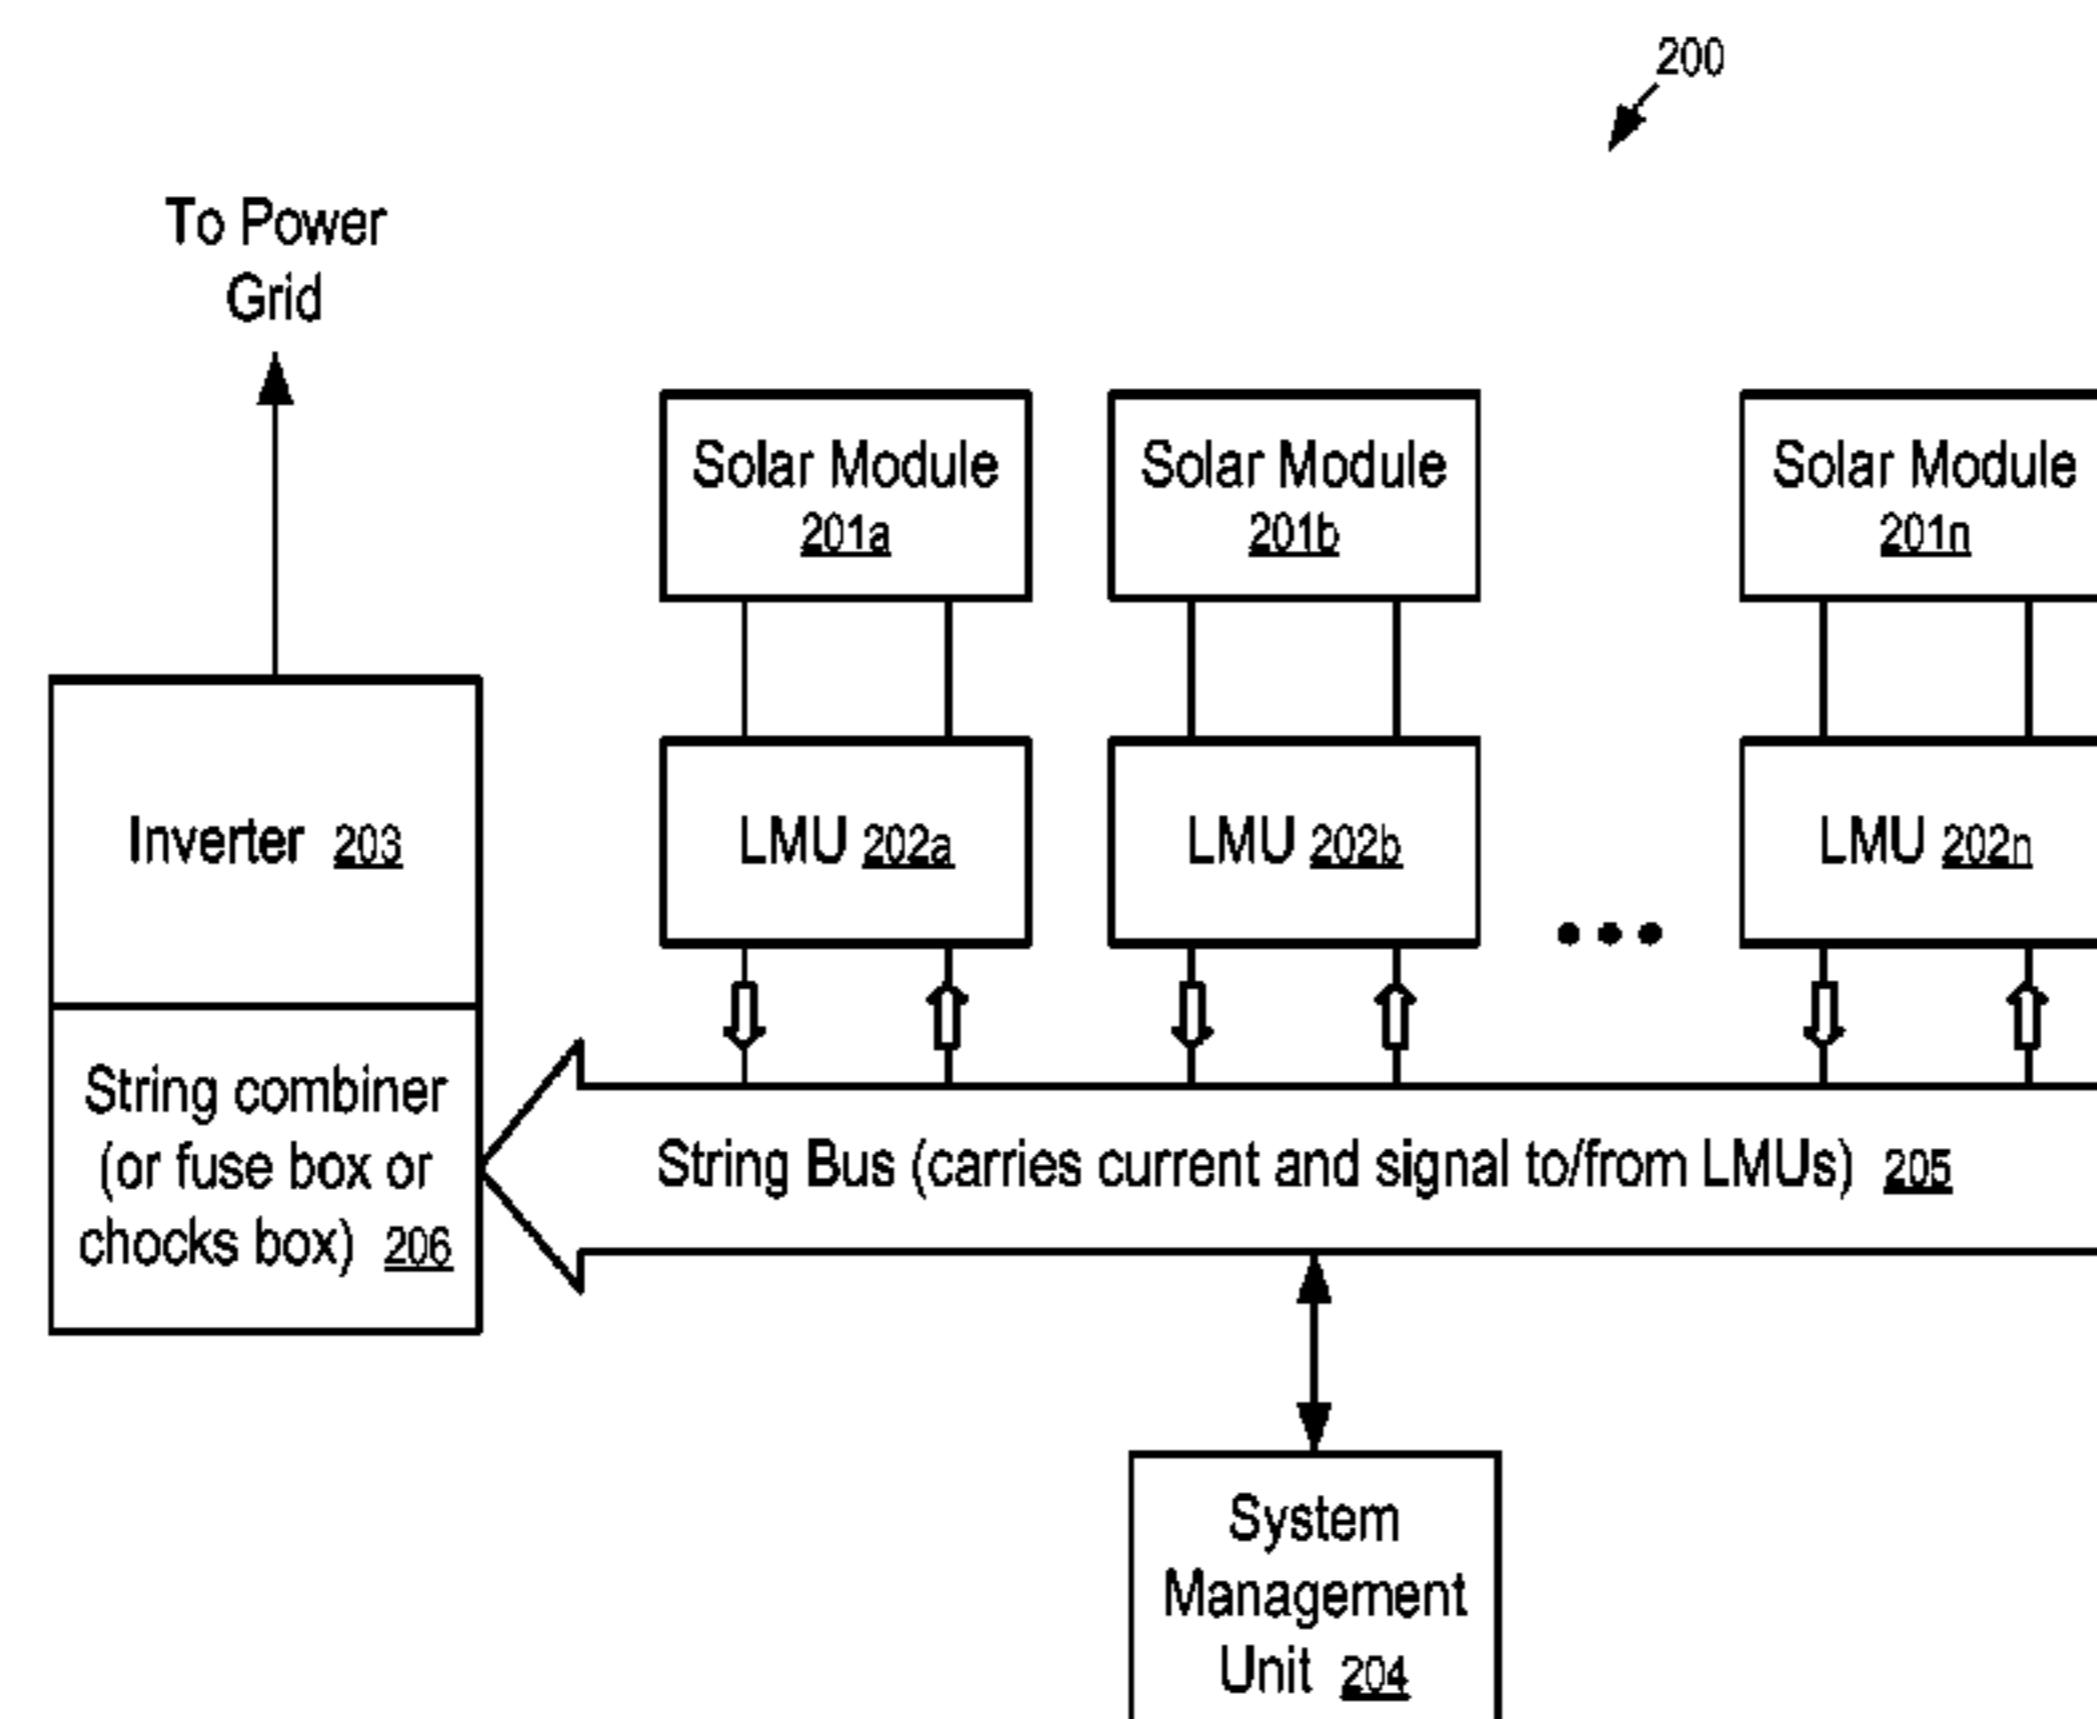 200
To Power
Grid
Solar Module
201a
Solar Module
201b
Solar Module
201n
Inverter 203
LMU 202a
LMU 202b
LMU 202n
String combiner
(or fuse box or
chocks box) 206
String Bus (carries current and signal to/from LMUs) 205
System
Management
Unit 204